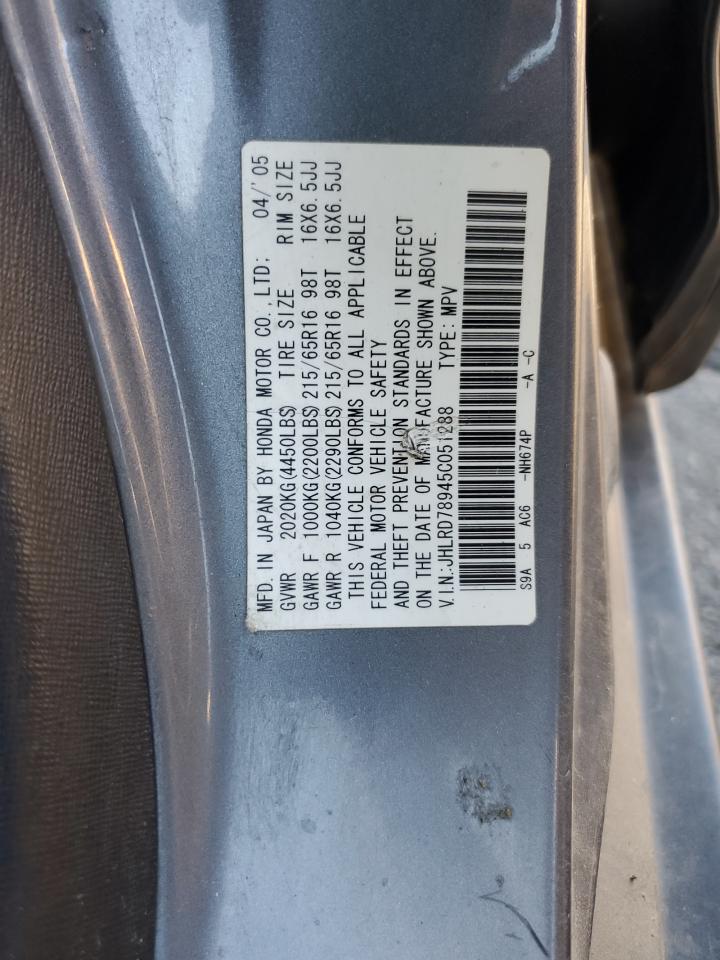 MFD. IN JAPAN BY HONDA MOTOR CO., LTD; 04/'05
GVWR 2020KG(4450LBS) TIRE SIZE RIM SIZE
GAWR F 1000KG(2200LBS)215/65R16 98T 16X6.5JJ
GAWR R 1040KG(2290LBS)215/65R16 98T 16X6.5JJ
THIS VEHICLE CONFORMS TO ALL APPLICABLE
FEDERAL MOTOR VEHICLE SAFETY
AND THEFT PREVENTION STANDARDS IN EFFECT
ON THE DATE OF MANUFACTURE SHOWN ABOVE.
V.I.N.:JHLRD78945C051288 TYPE: MPV
S9A 5 AC6 -NH674P -A -C